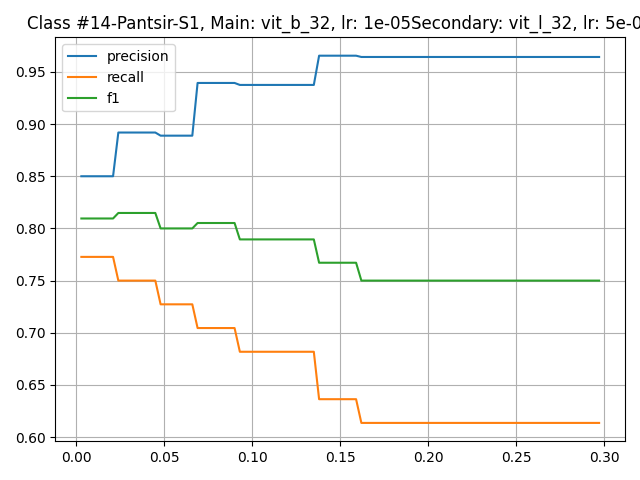 Class #14-Pantsir-S1, Main: vit_b_32, lr: 1e-05Secondary: vit_l_32, lr: 5e-0
precision
recall
f1
0.95
0.90
0.85
0.80
0.75
0.70
0.65
0.60
0.00 0.05 0.10 0.15 0.20 0.25 0.30